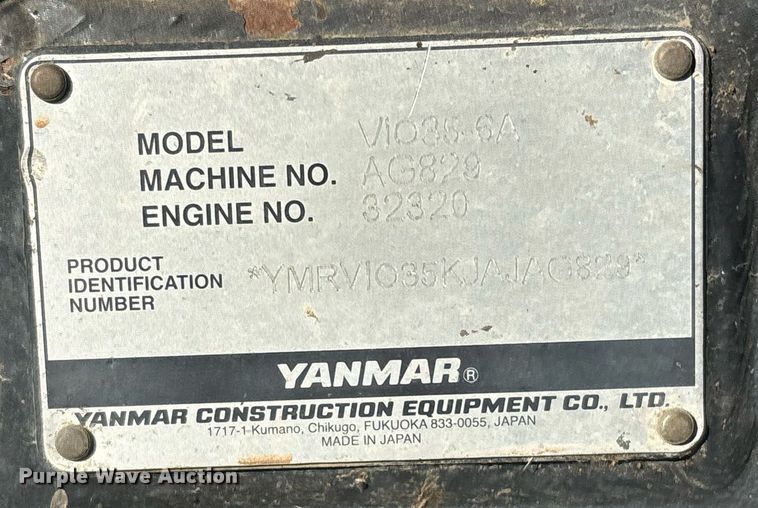 MODEL VIO35-6A
MACHINE NO. AG829
ENGINE NO. 32320
PRODUCT
IDENTIFICATION
NUMBER
*YMRVIO35KJAJAG829*
YANMAR®
YANMAR CONSTRUCTION EQUIPMENT CO., LTD.
1717-1-Kumano, Chikugo, FUKUOKA 833-0055, JAPAN
MADE IN JAPAN
Purple Wave Auction